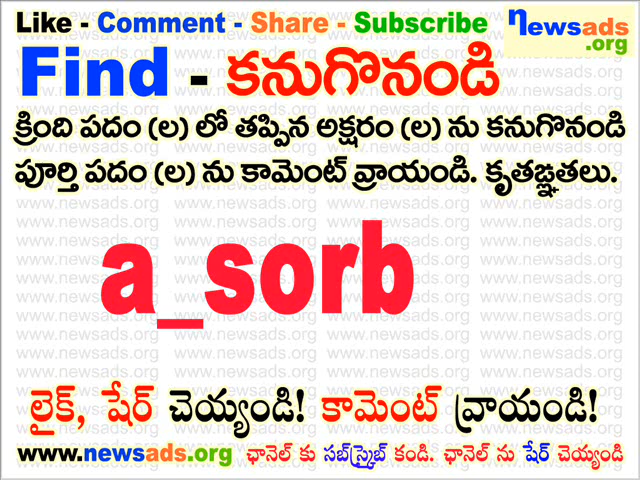 Like - Comment - Share - Subscribe
newsads
.org
Find - కనుగొనండి
క్రింది పదం (ల) లో తప్పిన అక్షరం (ల) ను కనుగొనండి
పూర్తి పదం (ల) ను కామెంట్ వ్రాయండి. కృతజ్ఞతలు.
a_sorb
లైక్, షేర్ చెయ్యండి! కామెంట్ వ్రాయండి!
www.newsads.org ఛానెల్ కు సబ్‌స్క్రైబ్ కండి. ఛానెల్ ను షేర్ చెయ్యండి